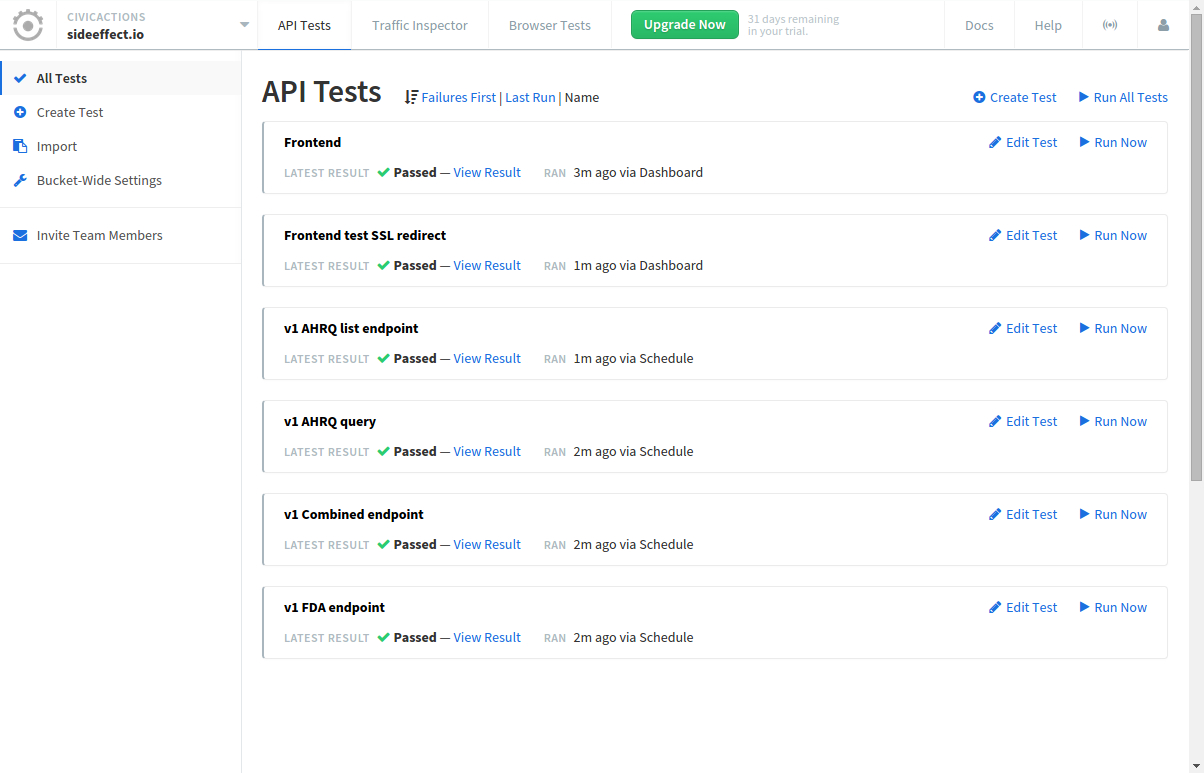 CIVICACTIONS
sideeffect.io
API Tests
Traffic Inspector
Browser Tests
Upgrade Now
31 days remaining
in your trial.
Docs
Help
All Tests
Create Test
Import
Bucket-Wide Settings
Invite Team Members
API Tests
Failures First | Last Run | Name
Create Test
Run All Tests
Frontend
Edit Test
Run Now
LATEST RESULT Passed — View Result RAN 3m ago via Dashboard
Frontend test SSL redirect
Edit Test
Run Now
LATEST RESULT Passed — View Result RAN 1m ago via Dashboard
v1 AHRQ list endpoint
Edit Test
Run Now
LATEST RESULT Passed — View Result RAN 1m ago via Schedule
v1 AHRQ query
Edit Test
Run Now
LATEST RESULT Passed — View Result RAN 2m ago via Schedule
v1 Combined endpoint
Edit Test
Run Now
LATEST RESULT Passed — View Result RAN 2m ago via Schedule
v1 FDA endpoint
Edit Test
Run Now
LATEST RESULT Passed — View Result RAN 2m ago via Schedule